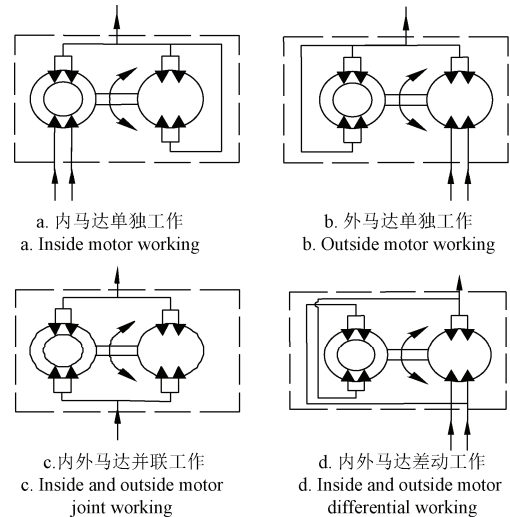 a. 内马达单独工作
a. Inside motor working
b. 外马达单独工作
b. Outside motor working
c.内外马达并联工作
c. Inside and outside motor
joint working
d. 内外马达差动工作
d. Inside and outside motor
differential working